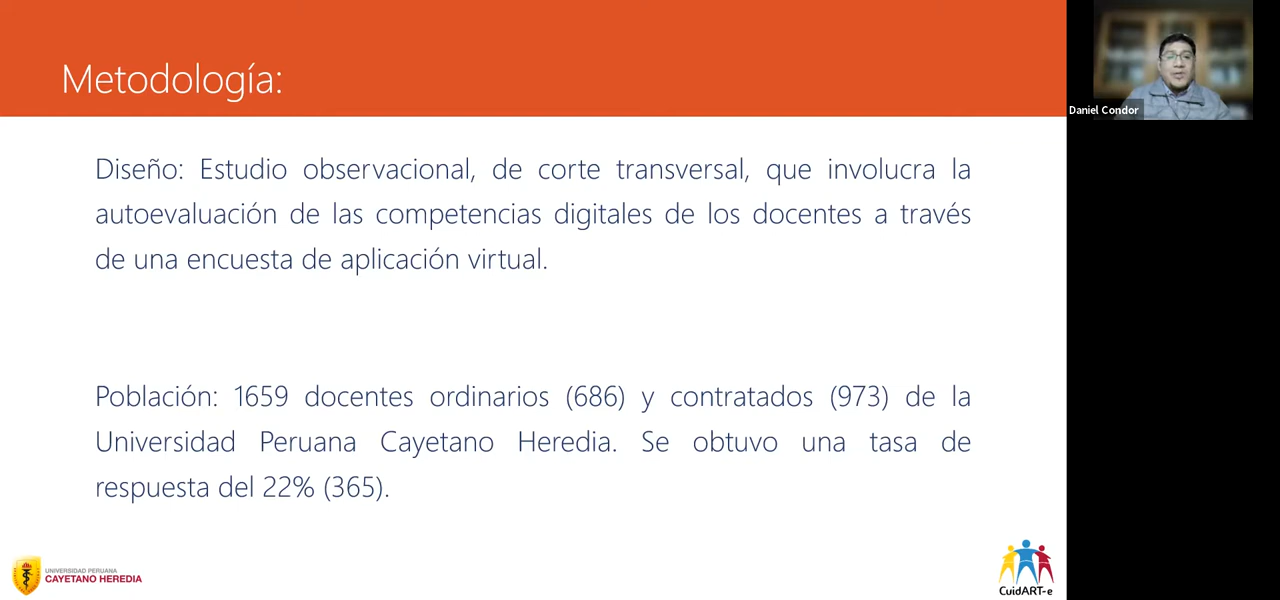 Metodología:
Daniel Condor
Diseño: Estudio observacional, de corte transversal, que involucra la
autoevaluación de las competencias digitales de los docentes a través
de una encuesta de aplicación virtual.
Población: 1659 docentes ordinarios (686) y contratados (973) de la
Universidad Peruana Cayetano Heredia. Se obtuvo una tasa de
respuesta del 22% (365).
UNIVERSIDAD PERUANA
CAYETANO HEREDIA
CuidART-e